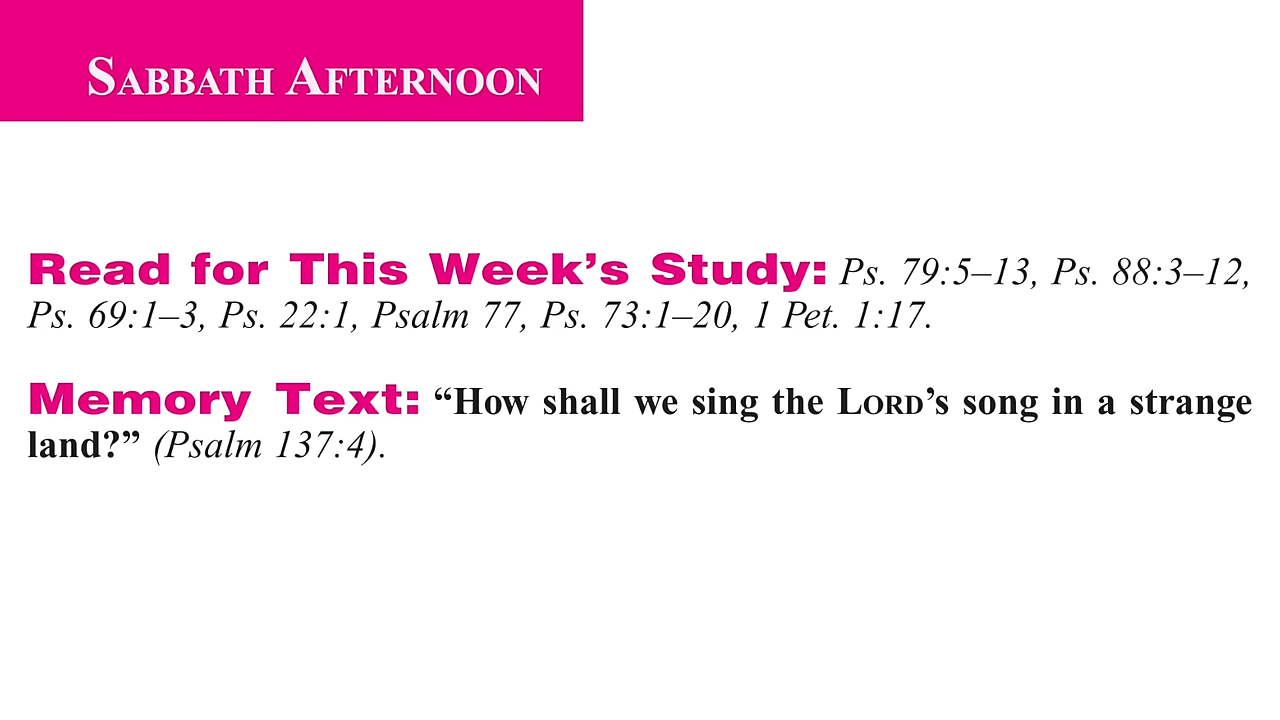 SABBATH AFTERNOON
Read for This Week’s Study: Ps. 79:5–13, Ps. 88:3–12,
Ps. 69:1–3, Ps. 22:1, Psalm 77, Ps. 73:1–20, 1 Pet. 1:17.
Memory Text: “How shall we sing the LORD’s song in a strange
land?” (Psalm 137:4).